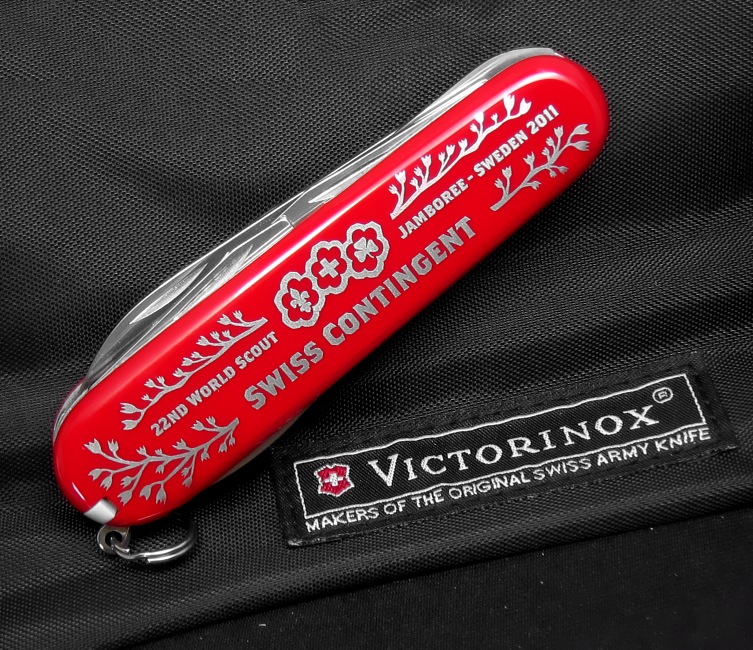 22ND WORLD SCOUT JAMBOREE - SWEDEN 2011
SWISS CONTINGENT
VICTORINOX®
MAKERS OF THE ORIGINAL SWISS ARMY KNIFE